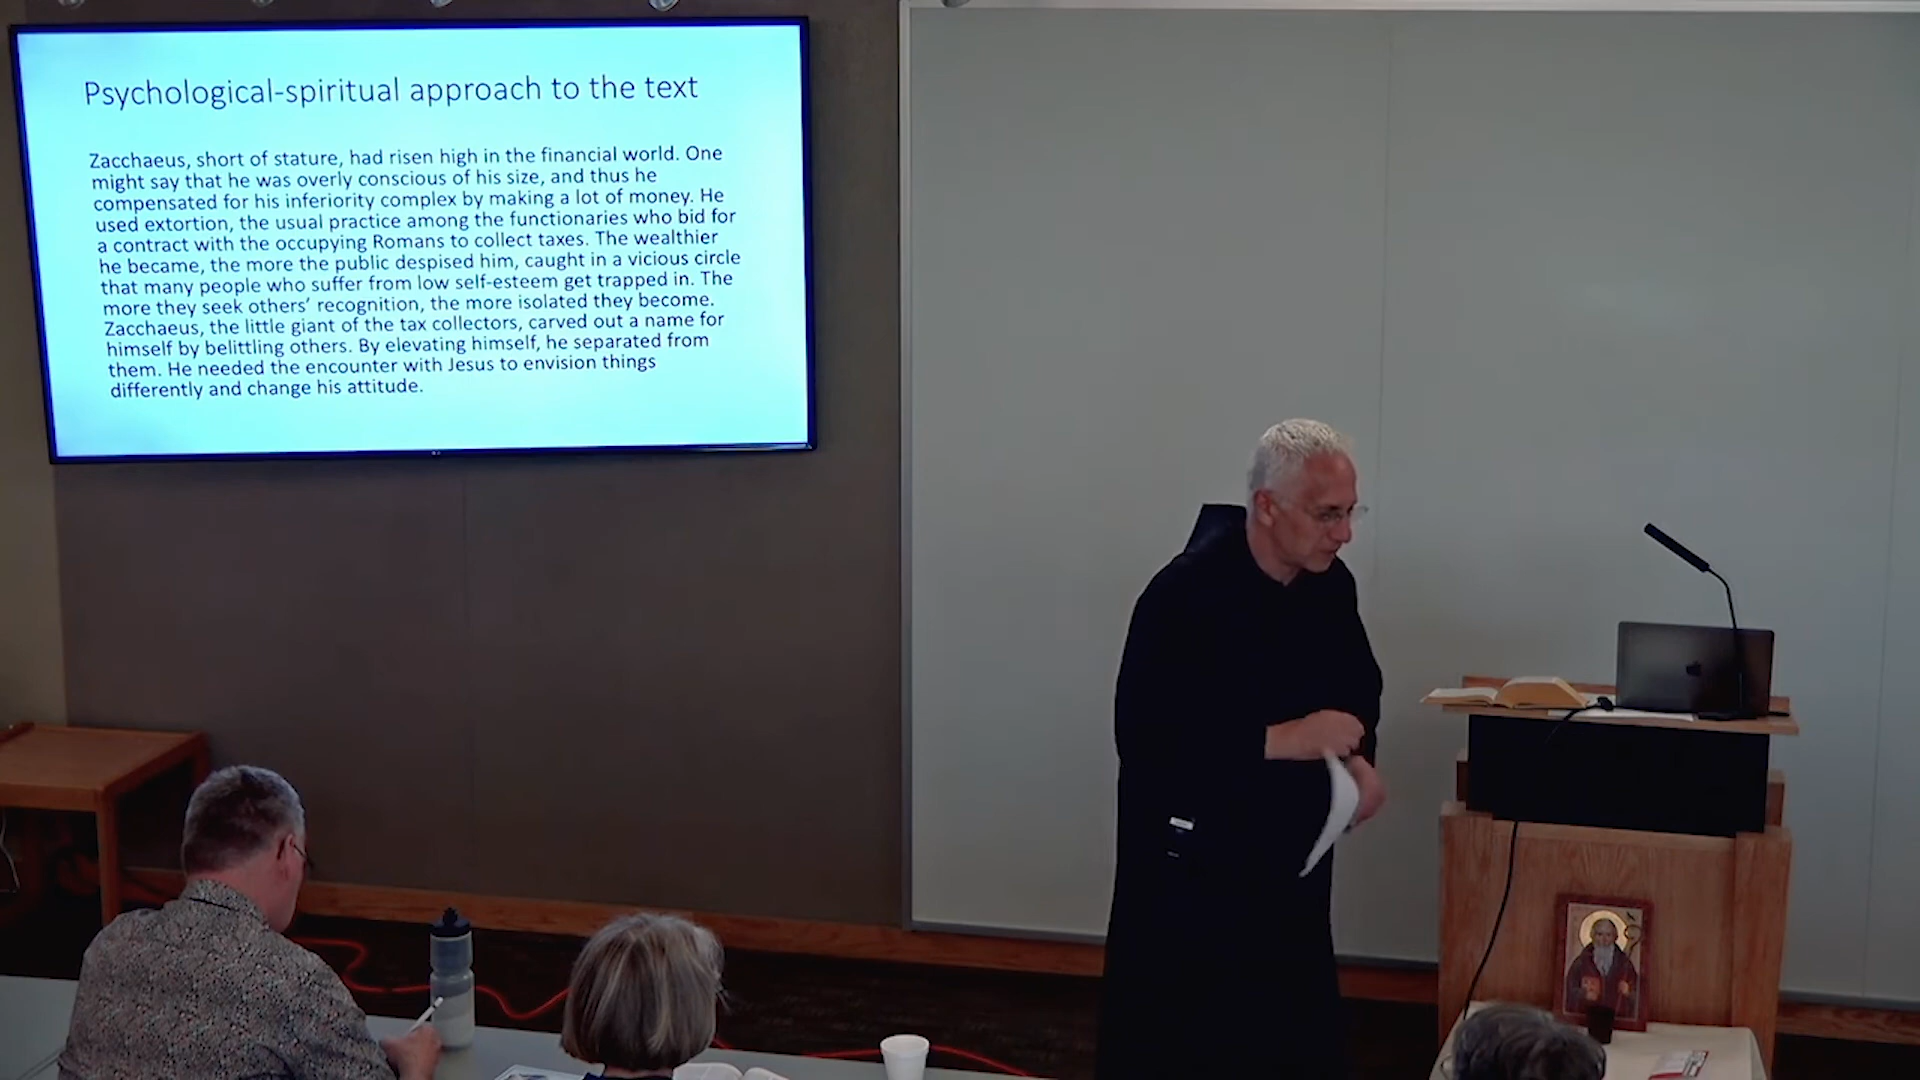 Psychological-spiritual approach to the text
Zacchaeus, short of stature, had risen high in the financial world. One
might say that he was overly conscious of his size, and thus he
compensated for his inferiority complex by making a lot of money. He
used extortion, the usual practice among the functionaries who bid for
a contract with the occupying Romans to collect taxes. The wealthier
he became, the more the public despised him, caught in a vicious circle
that many people who suffer from low self-esteem get trapped in. The
more they seek others’ recognition, the more isolated they become.
Zacchaeus, the little giant of the tax collectors, carved out a name for
himself by belittling others. By elevating himself, he separated from
them. He needed the encounter with Jesus to envision things
differently and change his attitude.